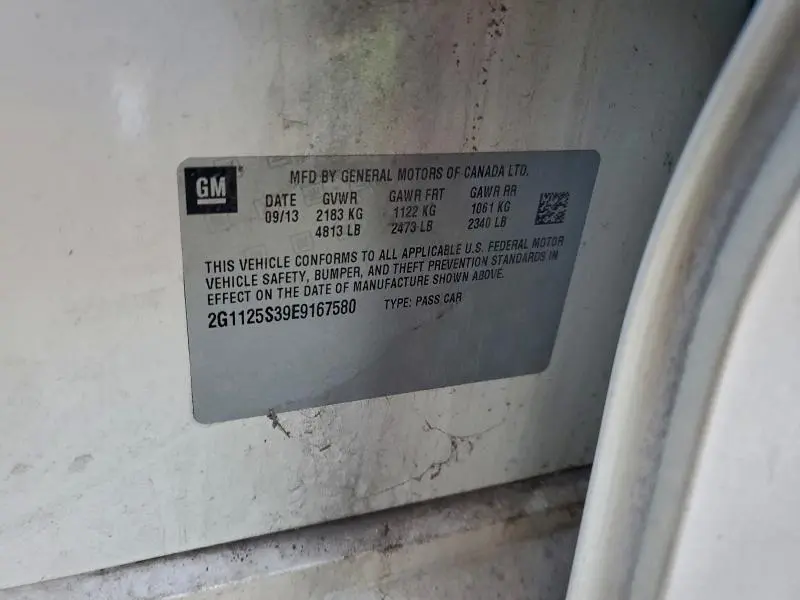 GM
MFD BY GENERAL MOTORS OF CANADA LTD.
DATE GVWR GAWR FRT GAWR RR
09/13 2183 KG 1122 KG 1061 KG
4813 LB 2473 LB 2340 LB
THIS VEHICLE CONFORMS TO ALL APPLICABLE U.S. FEDERAL MOTOR
VEHICLE SAFETY, BUMPER, AND THEFT PREVENTION STANDARDS IN
EFFECT ON THE DATE OF MANUFACTURE SHOWN ABOVE.
2G1125S39E9167580 TYPE: PASS CAR